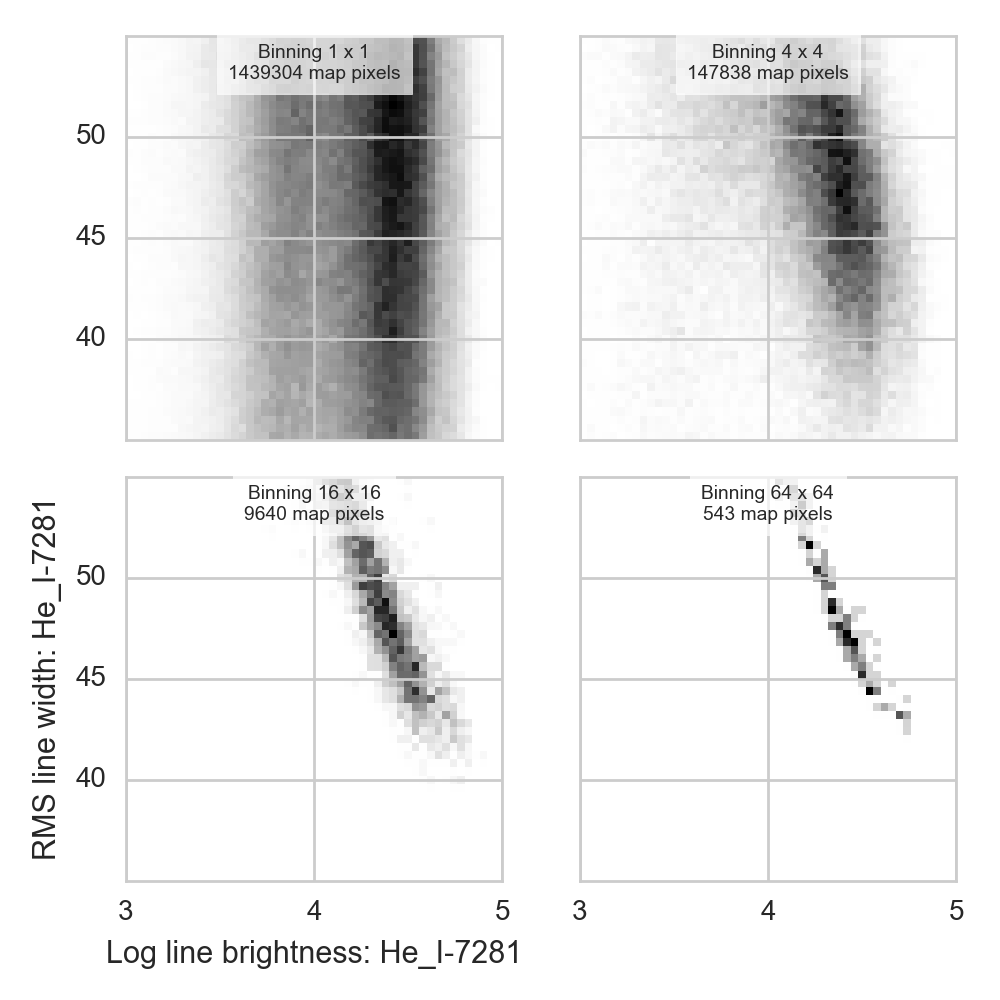 Binning 1 x 1
1439304 map pixels
Binning 4 x 4
147838 map pixels
50
45
40
Binning 16 x 16
9640 map pixels
Binning 64 x 64
543 map pixels
RMS line width: He_I-7281
50
45
40
3
4
5
3
4
5
Log line brightness: He_I-7281